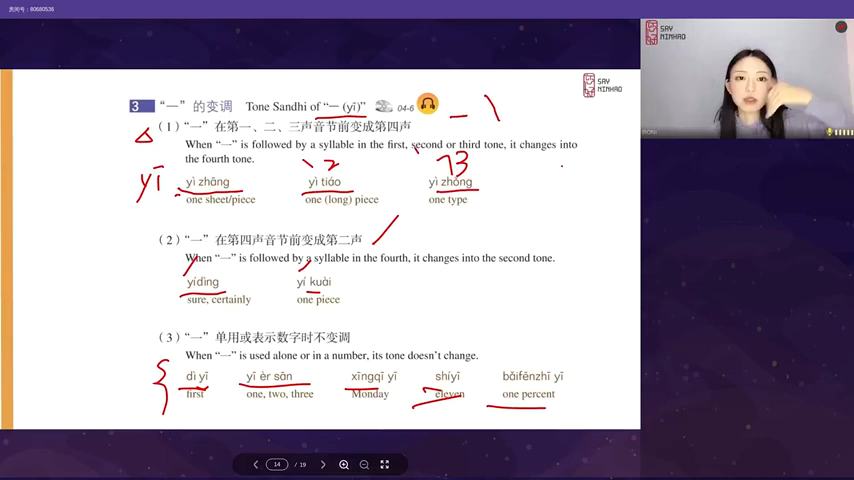 房间号: 80680536
SAY
NINHAO
SAY
NINHAO
3 “一”的变调 Tone Sandhi of “一 (yī)” 04-6
(1) “一”在第一、二、三声音节前变成第四声
When “一” is followed by a syllable in the first, second or third tone, it changes into
the fourth tone.
yī
2
3
yì zhāng yì tiáo yì zhǒng
one sheet/piece one (long) piece one type
(2) “一”在第四声音节前变成第二声
When “一” is followed by a syllable in the fourth, it changes into the second tone.
yídìng yí kuài
sure, certainly one piece
(3) “一”单用或表示数字时不变调
When “一” is used alone or in a number, its tone doesn't change.
dì yī yī èr sān xīngqī yī shíyī bǎifēnzhī yī
first one, two, three Monday eleven one percent
14 / 19